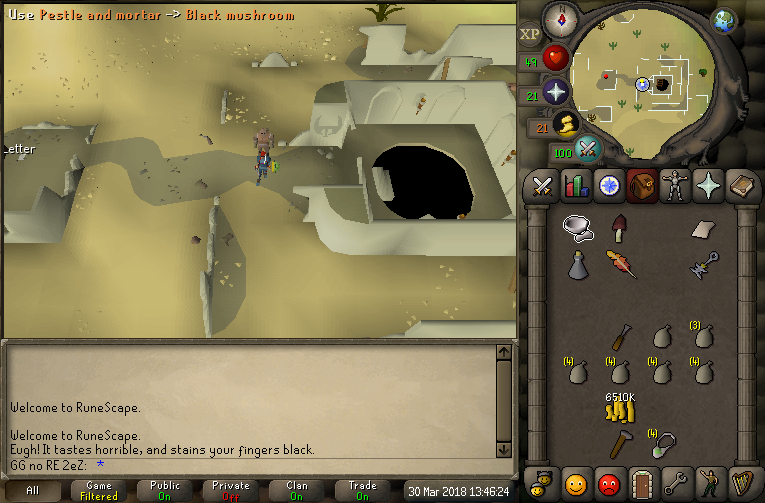 Use Pestle and mortar -> Black mushroom
XP
49
21
21
100
Letter
(3)
(4) (4) (4) (4)
6510K
(4)
Welcome to RuneScape.
Welcome to RuneScape.
Eugh! It tastes horrible, and stains your fingers black.
GG no RE 2eZ: *
All
Game
Filtered
Public
On
Private
Off
Clan
On
Trade
On
30 Mar 2018 13:46:24